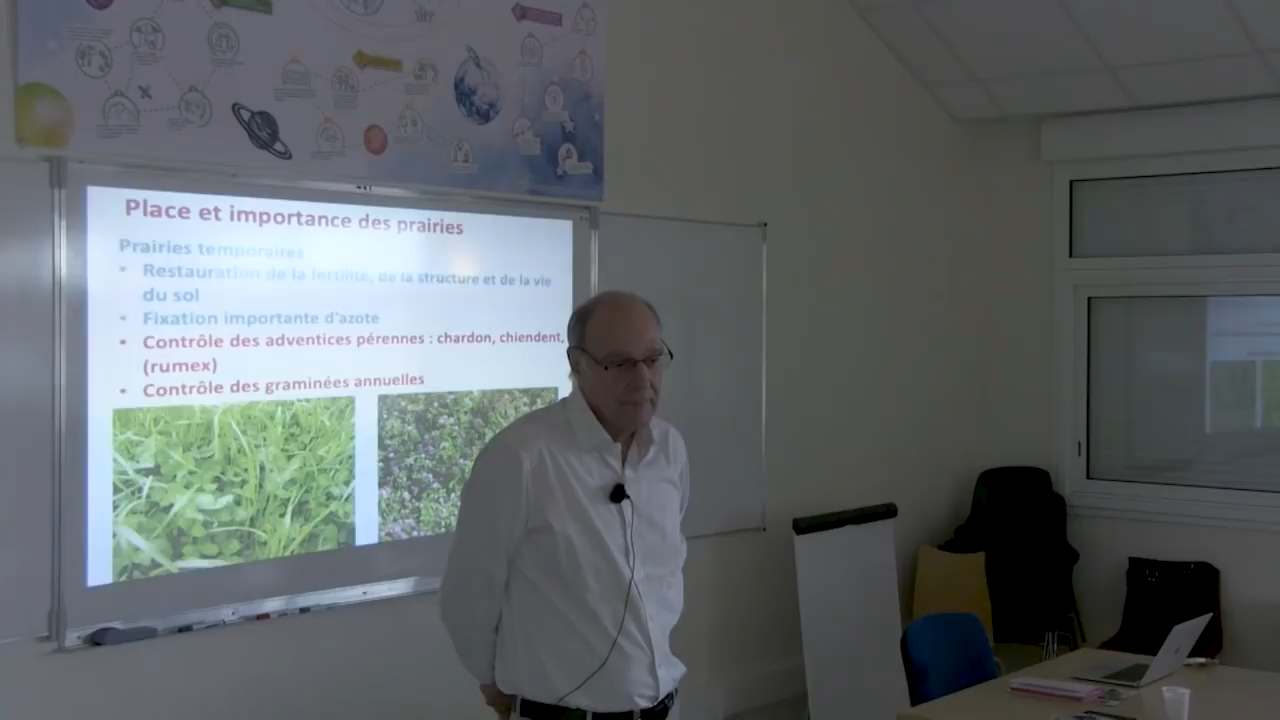 Place et importance des prairies
Prairies temporaires
• Restauration de la fertilité, de la structure et de la vie
du sol
• Fixation importante d'azote
• Contrôle des adventices pérennes : chardon, chiendent,
(rumex)
• Contrôle des graminées annuelles